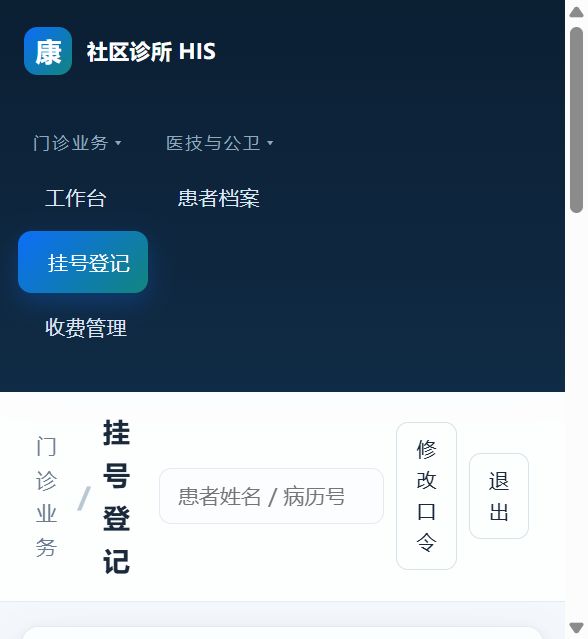 康 社区诊所 HIS
门诊业务 医技与公卫
工作台 患者档案
挂号登记
收费管理
门诊业务 / 挂号登记 患者姓名 / 病历号 修改口令 退出